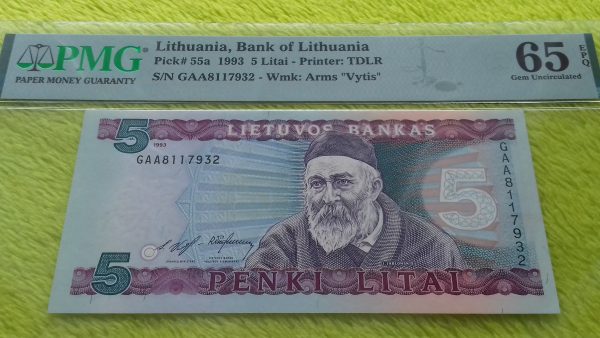 PMG
PAPER MONEY GUARANTY
Lithuania, Bank of Lithuania
Pick# 55a 1993 5 Litai - Printer: TDLR
S/N GAA8117932 - Wmk: Arms "Vytis"
65 EPQ
Gem Uncirculated
5
LIETUVOS BANKAS
1993
GAA8117932
5
GAA8117932
5
PENKI LITAI